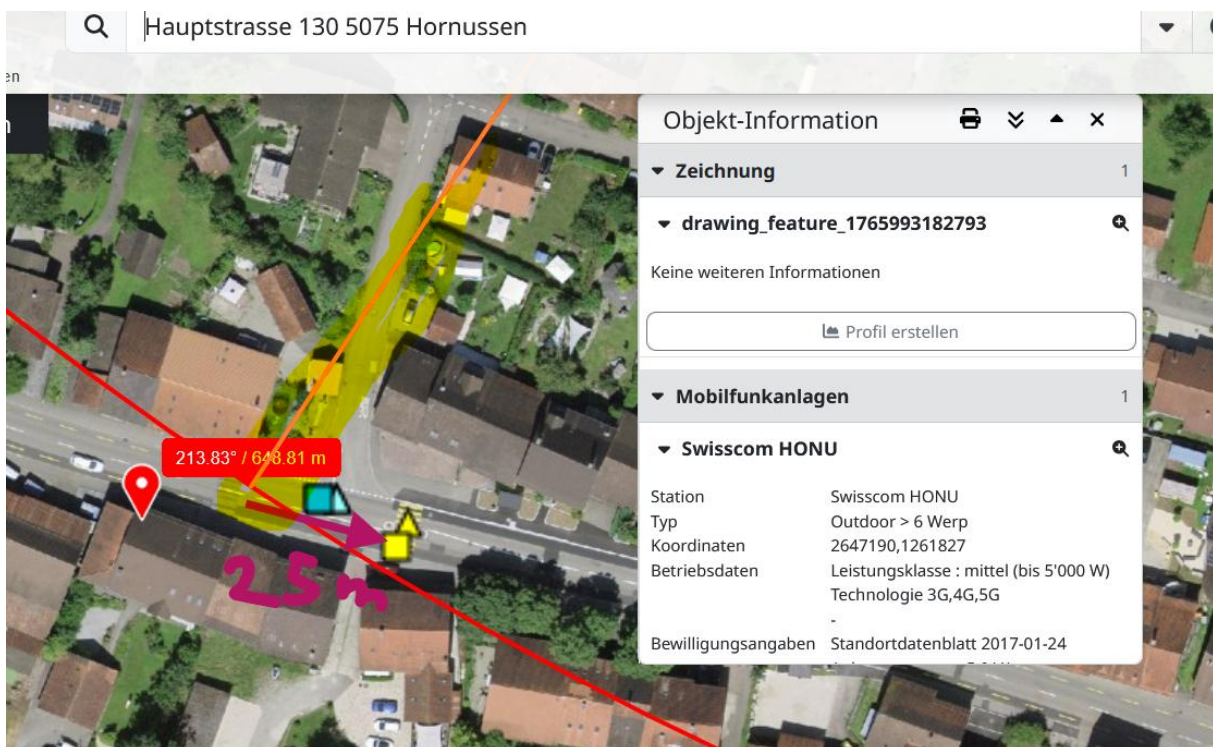 Hauptstrasse 130 5075 Hornussen
en
Objekt-Information
Zeichnung 1
drawing_feature_1765993182793
Keine weiteren Informationen
Profil erstellen
Mobilfunkanlagen 1
Swisscom HONU
Station Swisscom HONU
Typ Outdoor > 6 Werp
Koordinaten 2647190,1261827
Betriebsdaten Leistungsklasse : mittel (bis 5'000 W)
Technologie 3G,4G,5G
-
Bewilligungsangaben Standortdatenblatt 2017-01-24
213.83° / 648.81 m
25m